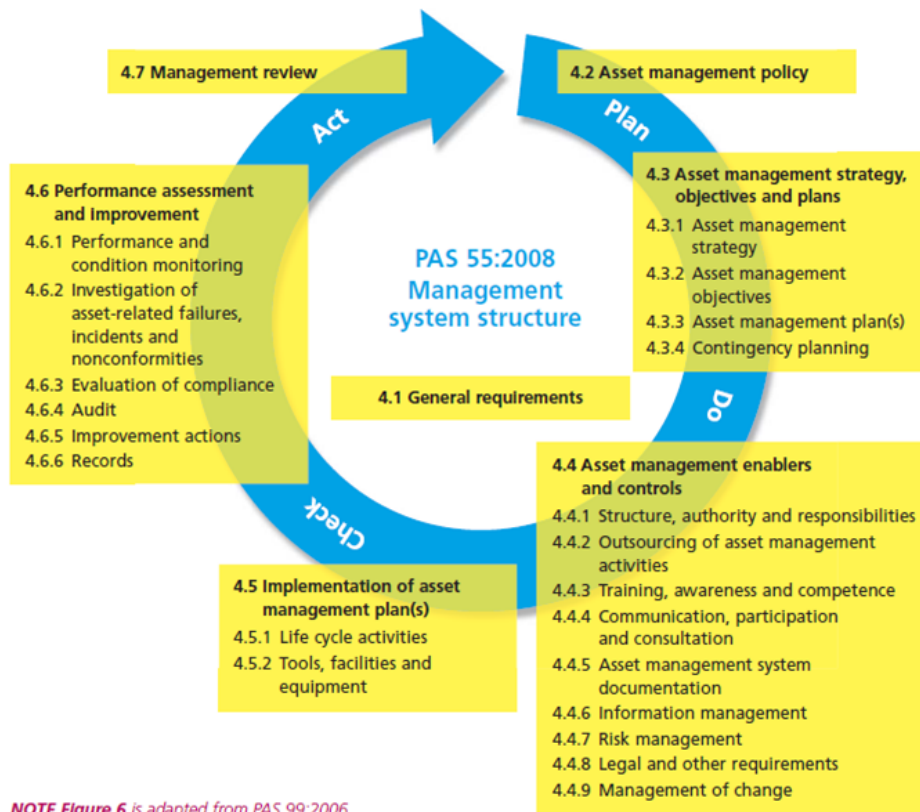 4.7 Management review
4.2 Asset management policy
Act
Plan
4.6 Performance assessment
and improvement
4.6.1 Performance and
condition monitoring
4.6.2 Investigation of
asset-related failures,
incidents and
nonconformities
4.6.3 Evaluation of compliance
4.6.4 Audit
4.6.5 Improvement actions
4.6.6 Records
4.3 Asset management strategy,
objectives and plans
4.3.1 Asset management
strategy
4.3.2 Asset management
objectives
4.3.3 Asset management plan(s)
4.3.4 Contingency planning
PAS 55:2008
Management
system structure
4.1 General requirements
Do
4.4 Asset management enablers
and controls
4.4.1 Structure, authority and responsibilities
4.4.2 Outsourcing of asset management
activities
4.4.3 Training, awareness and competence
4.4.4 Communication, participation
and consultation
4.4.5 Asset management system
documentation
4.4.6 Information management
4.4.7 Risk management
4.4.8 Legal and other requirements
4.4.9 Management of change
Check
4.5 Implementation of asset
management plan(s)
4.5.1 Life cycle activities
4.5.2 Tools, facilities and
equipment
NOTE Figure 6 is adapted from PAS 99:2006